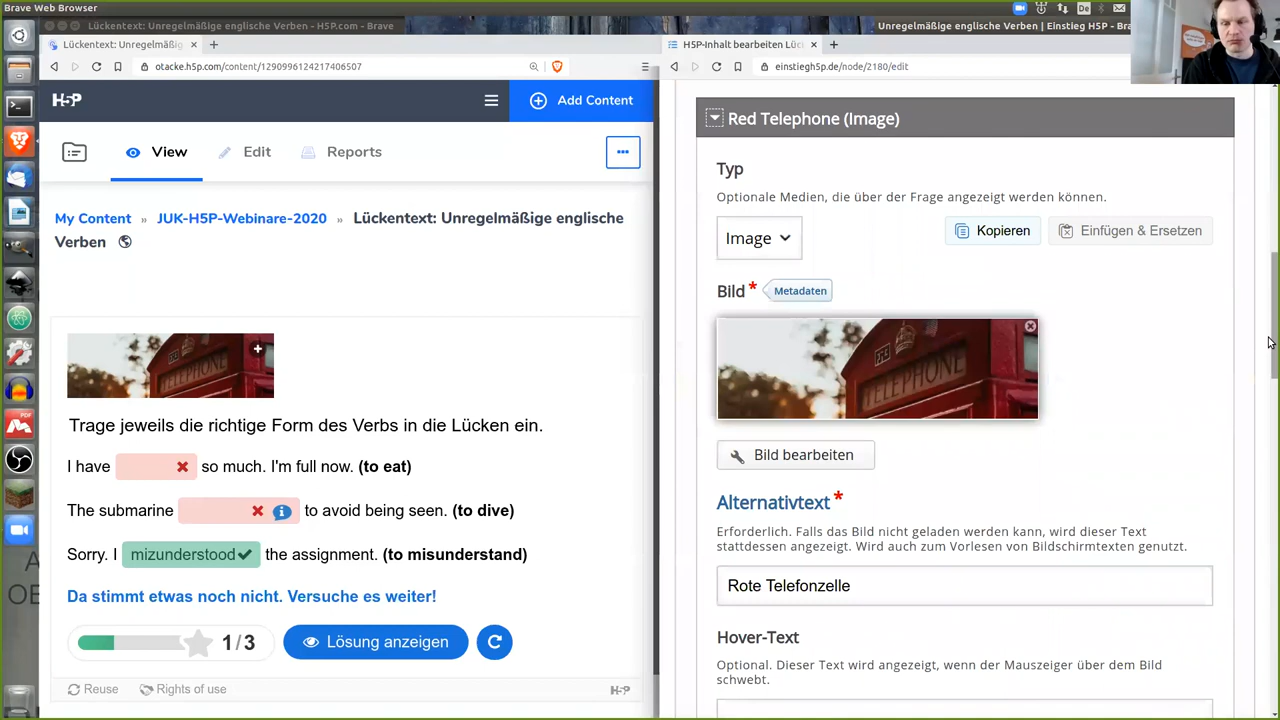 Brave Web Browser
De
Lückentext: Unregelmäßige englische Verben - H5P.com - Brave
Unregelmäßige englische Verben | Einstieg H5P - Bra
Lückentext: Unregelmäßig
H5P-Inhalt bearbeiten Lüc
otacke.h5p.com/content/1290996124217406507
einstiegh5p.de/node/2180/edit
H5P
Add Content
View
Edit
Reports
My Content » JUK-H5P-Webinare-2020 » Lückentext: Unregelmäßige englische
Verben
TELEPHONE
Trage jeweils die richtige Form des Verbs in die Lücken ein.
I have so much. I'm full now. (to eat)
The submarine to avoid being seen. (to dive)
Sorry. I mizunderstood the assignment. (to misunderstand)
Da stimmt etwas noch nicht. Versuche es weiter!
1/3
Lösung anzeigen
Reuse
Rights of use
H5P
Red Telephone (Image)
Typ
Optionale Medien, die über der Frage angezeigt werden können.
Image
Kopieren
Einfügen & Ersetzen
Bild *
Metadaten
TELEPHONE
Bild bearbeiten
Alternativtext *
Erforderlich. Falls das Bild nicht geladen werden kann, wird dieser Text
stattdessen angezeigt. Wird auch zum Vorlesen von Bildschirmtexten genutzt.
Rote Telefonzelle
Hover-Text
Optional. Dieser Text wird angezeigt, wenn der Mauszeiger über dem Bild
schwebt.
PDF